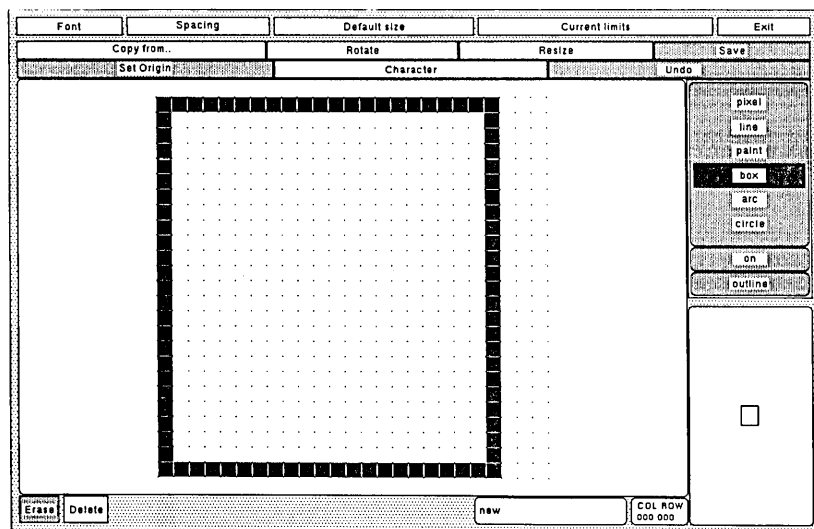 Font Spacing Default size Current limits Exit
Copy from.. Rotate Resize Save
Set Origin Character Undo
pixel
line
paint
box
arc
circle
on
outline
Erase Delete new COL ROW
000 000